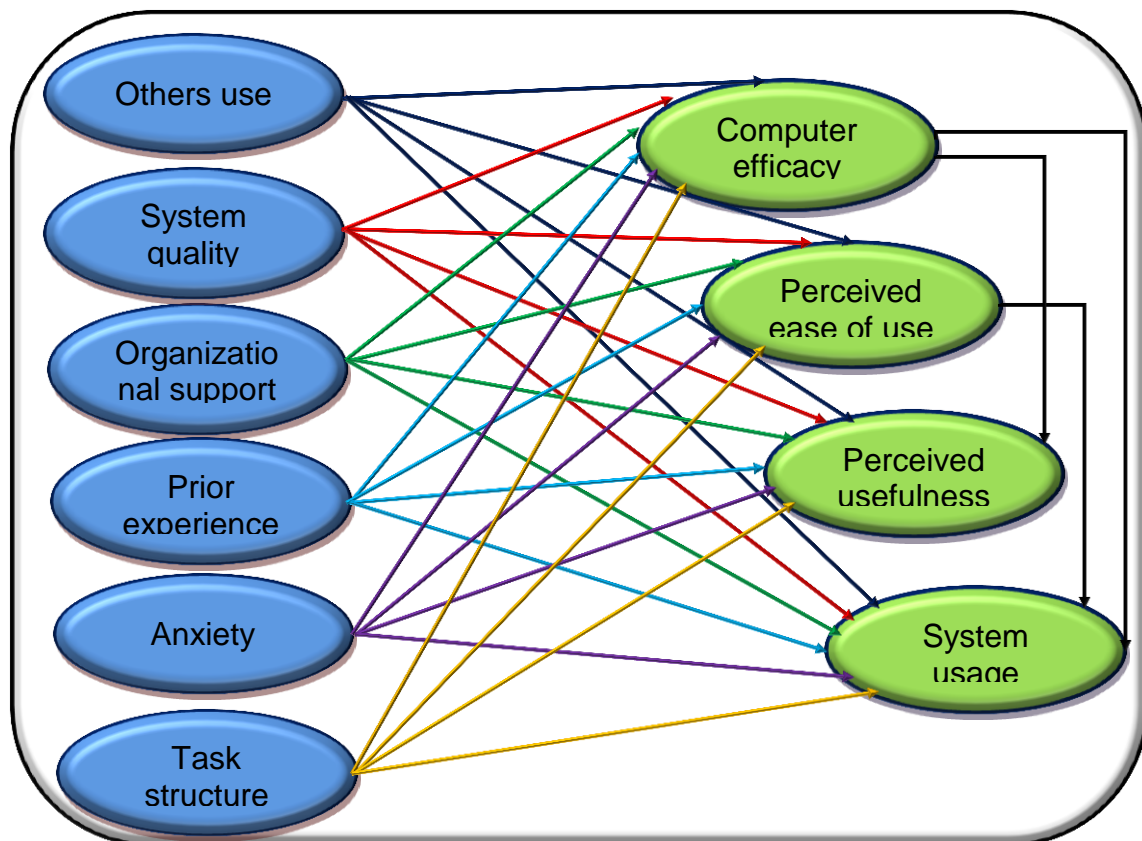 Others use
System
quality
Organizatio
nal support
Prior
experience
Anxiety
Task
structure
Computer
efficacy
Perceived
ease of use
Perceived
usefulness
System
usage